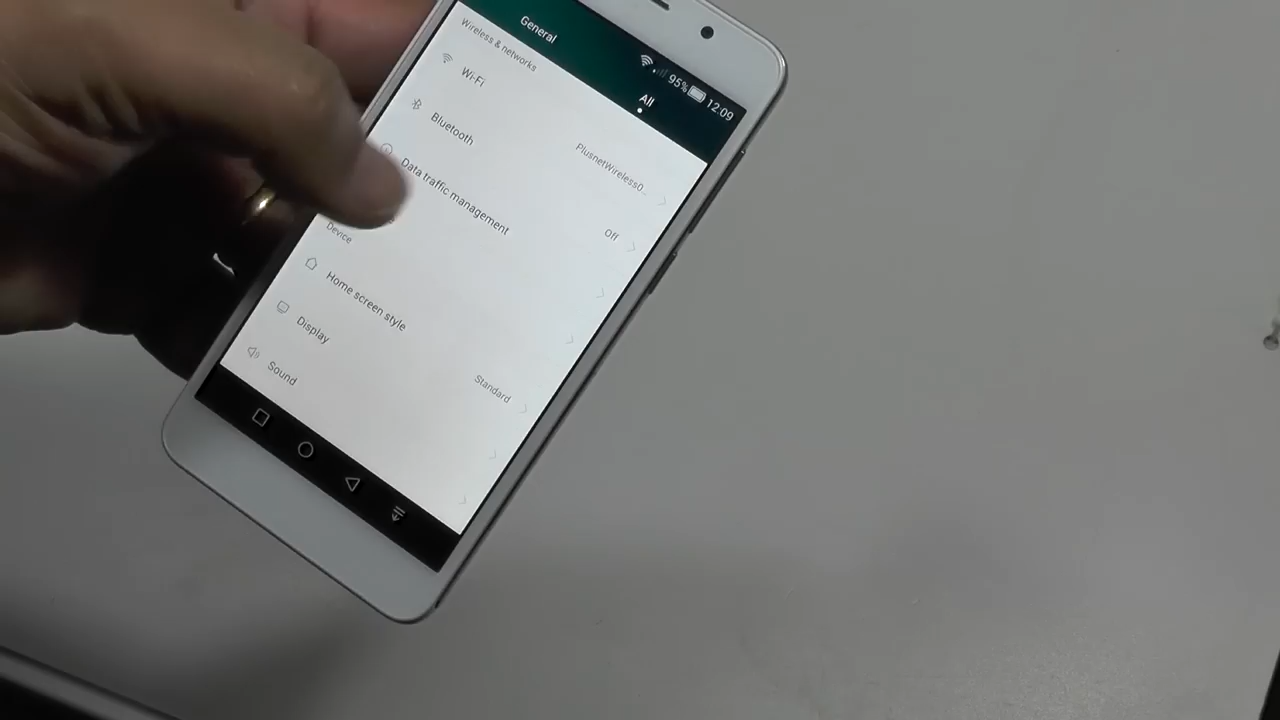 95% 12:09
General
All
Wireless & networks
Wi-Fi
PlusnetWireless0..
Bluetooth
Off
Data traffic management
Device
Home screen style
Standard
Display
Sound